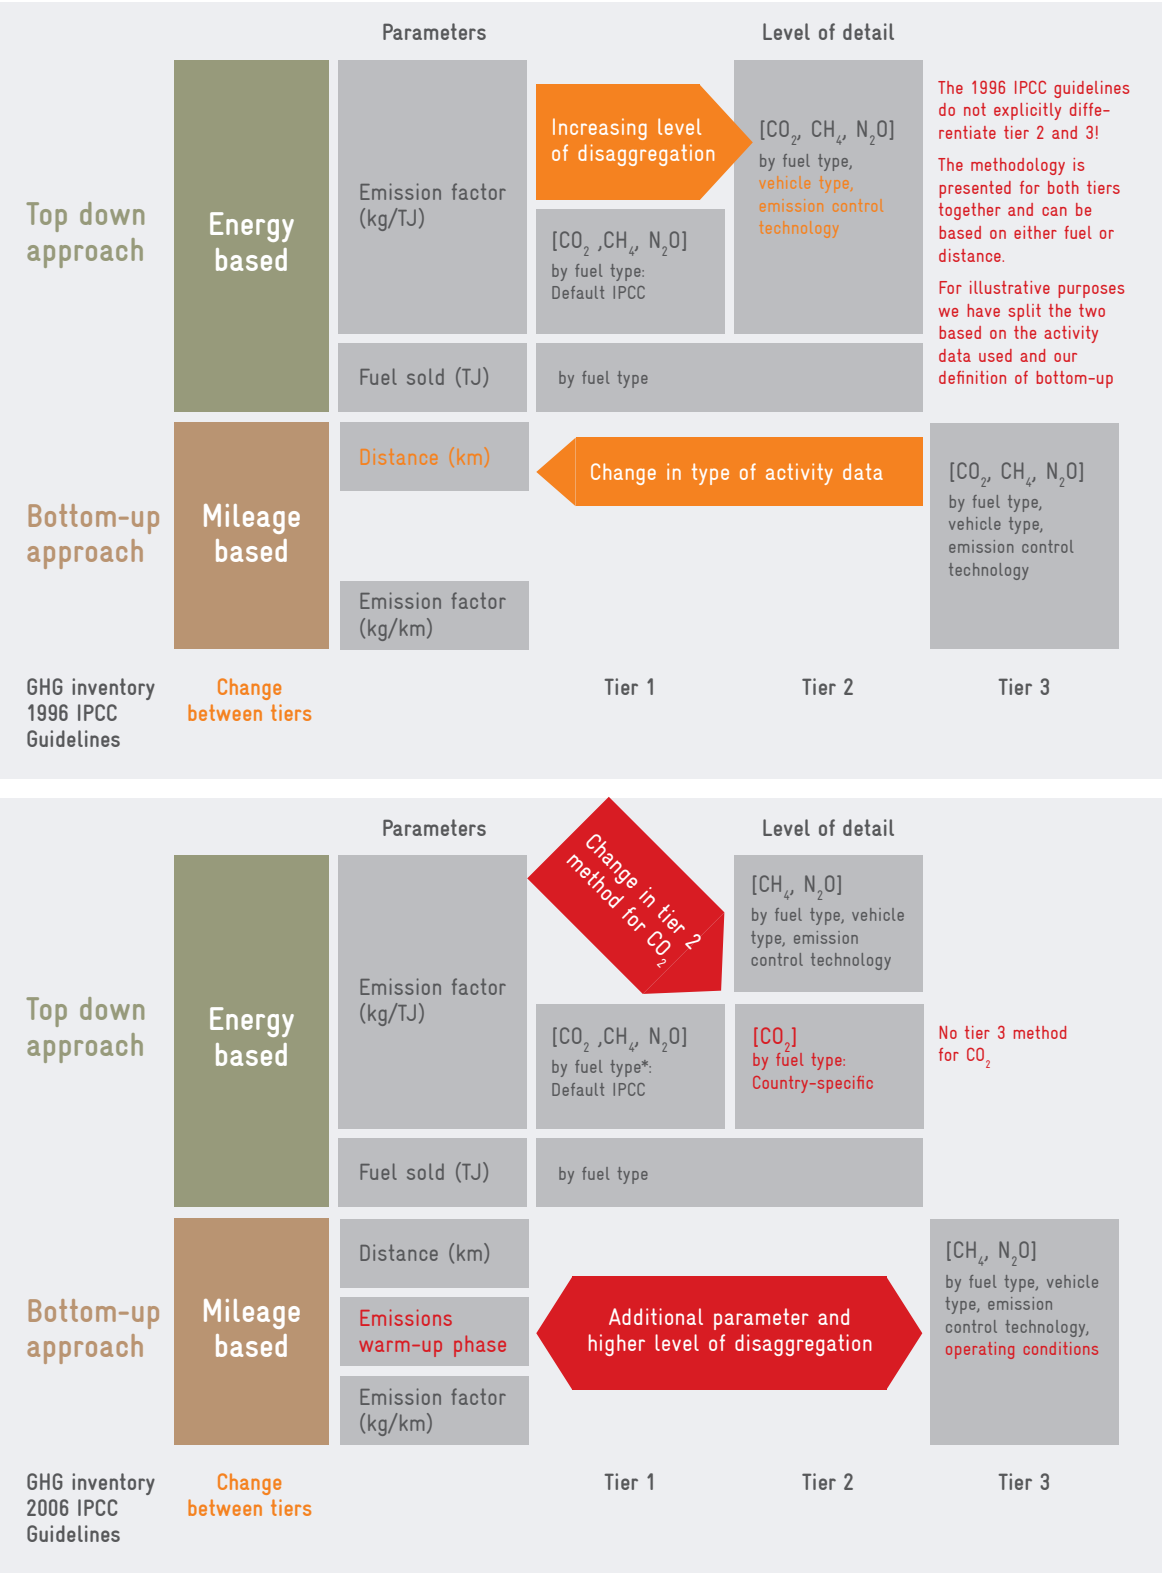 Parameters
Level of detail
Top down
approach
Energy
based
Emission factor
(kg/TJ)
Increasing level
of disaggregation
[CO₂ ,CH₄, N₂O]
by fuel type:
Default IPCC
[CO₂, CH₄, N₂O]
by fuel type,
vehicle type,
emission control
technology
The 1996 IPCC guidelines
do not explicitly diffe-
rentiate tier 2 and 3!
The methodology is
presented for both tiers
together and can be
based on either fuel or
distance.
For illustrative purposes
we have split the two
based on the activity
data used and our
definition of bottom-up
Fuel sold (TJ)
by fuel type
Bottom-up
approach
Mileage
based
Distance (km)
Change in type of activity data
Emission factor
(kg/km)
[CO₂, CH₄, N₂O]
by fuel type,
vehicle type,
emission control
technology
GHG inventory
1996 IPCC
Guidelines
Change
between tiers
Tier 1
Tier 2
Tier 3
Parameters
Level of detail
Top down
approach
Energy
based
Emission factor
(kg/TJ)
Change in tier 2
method for CO₂
[CO₂ ,CH₄, N₂O]
by fuel type*:
Default IPCC
[CH₄, N₂O]
by fuel type, vehicle
type, emission
control technology
[CO₂]
by fuel type:
Country-specific
No tier 3 method
for CO₂
Fuel sold (TJ)
by fuel type
Bottom-up
approach
Mileage
based
Distance (km)
Emissions
warm-up phase
Emission factor
(kg/km)
Additional parameter and
higher level of disaggregation
[CH₄, N₂O]
by fuel type, vehicle
type, emission
control technology,
operating conditions
GHG inventory
2006 IPCC
Guidelines
Change
between tiers
Tier 1
Tier 2
Tier 3